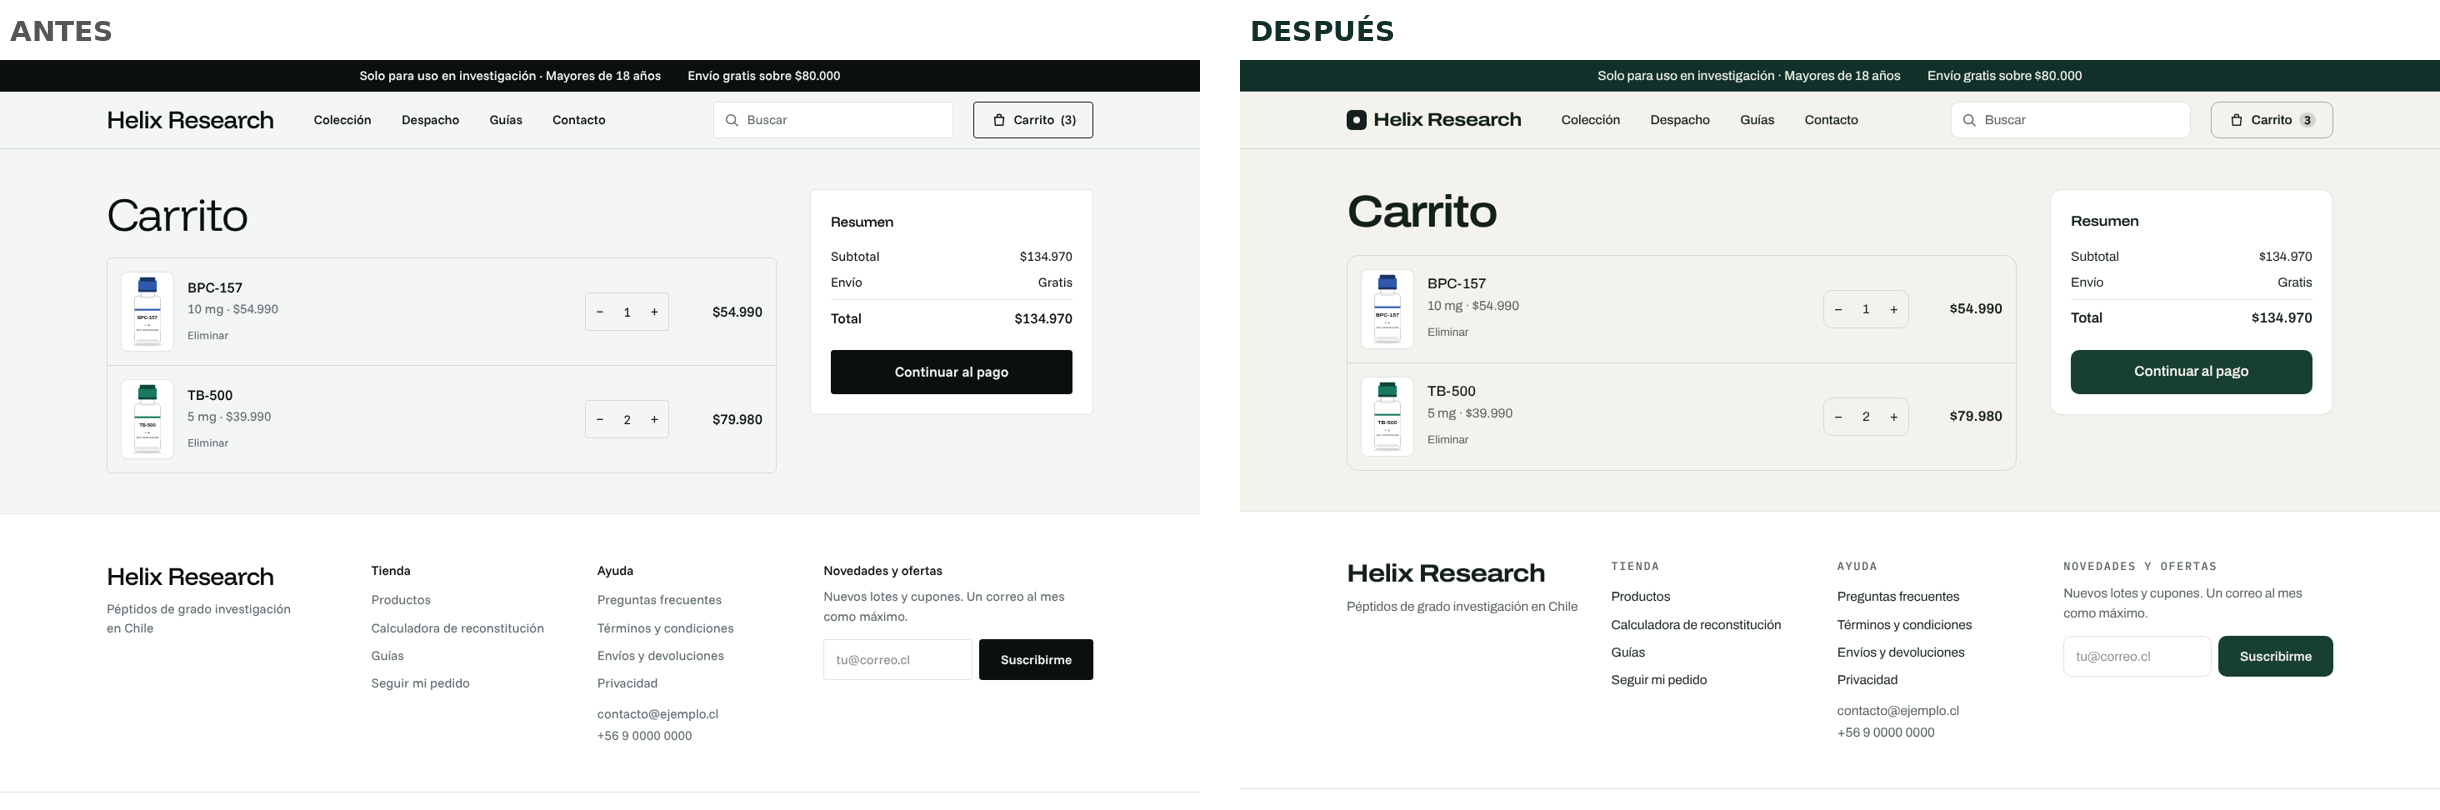 ANTES
Solo para uso en investigación · Mayores de 18 años Envío gratis sobre $80.000
Helix Research Colección Despacho Guías Contacto Buscar Carrito (3)
Carrito
BPC-157
10 mg · $54.990
Eliminar
− 1 + $54.990
BPC-157
TB-500
5 mg · $39.990
Eliminar
− 2 + $79.980
TB-500
Resumen
Subtotal $134.970
Envío Gratis
Total $134.970
Continuar al pago
Helix Research
Péptidos de grado investigación
en Chile
Tienda
Productos
Calculadora de reconstitución
Guías
Seguir mi pedido
Ayuda
Preguntas frecuentes
Términos y condiciones
Envíos y devoluciones
Privacidad
contacto@ejemplo.cl
+56 9 0000 0000
Novedades y ofertas
Nuevos lotes y cupones. Un correo al mes
como máximo.
tu@correo.cl Suscribirme
DESPUÉS
Solo para uso en investigación · Mayores de 18 años Envío gratis sobre $80.000
Helix Research Colección Despacho Guías Contacto Buscar Carrito 3
Carrito
BPC-157
10 mg · $54.990
Eliminar
− 1 + $54.990
BPC-157
TB-500
5 mg · $39.990
Eliminar
− 2 + $79.980
TB-500
Resumen
Subtotal $134.970
Envío Gratis
Total $134.970
Continuar al pago
Helix Research
Péptidos de grado investigación en Chile
TIENDA
Productos
Calculadora de reconstitución
Guías
Seguir mi pedido
AYUDA
Preguntas frecuentes
Términos y condiciones
Envíos y devoluciones
Privacidad
contacto@ejemplo.cl
+56 9 0000 0000
NOVEDADES Y OFERTAS
Nuevos lotes y cupones. Un correo al mes
como máximo.
tu@correo.cl Suscribirme